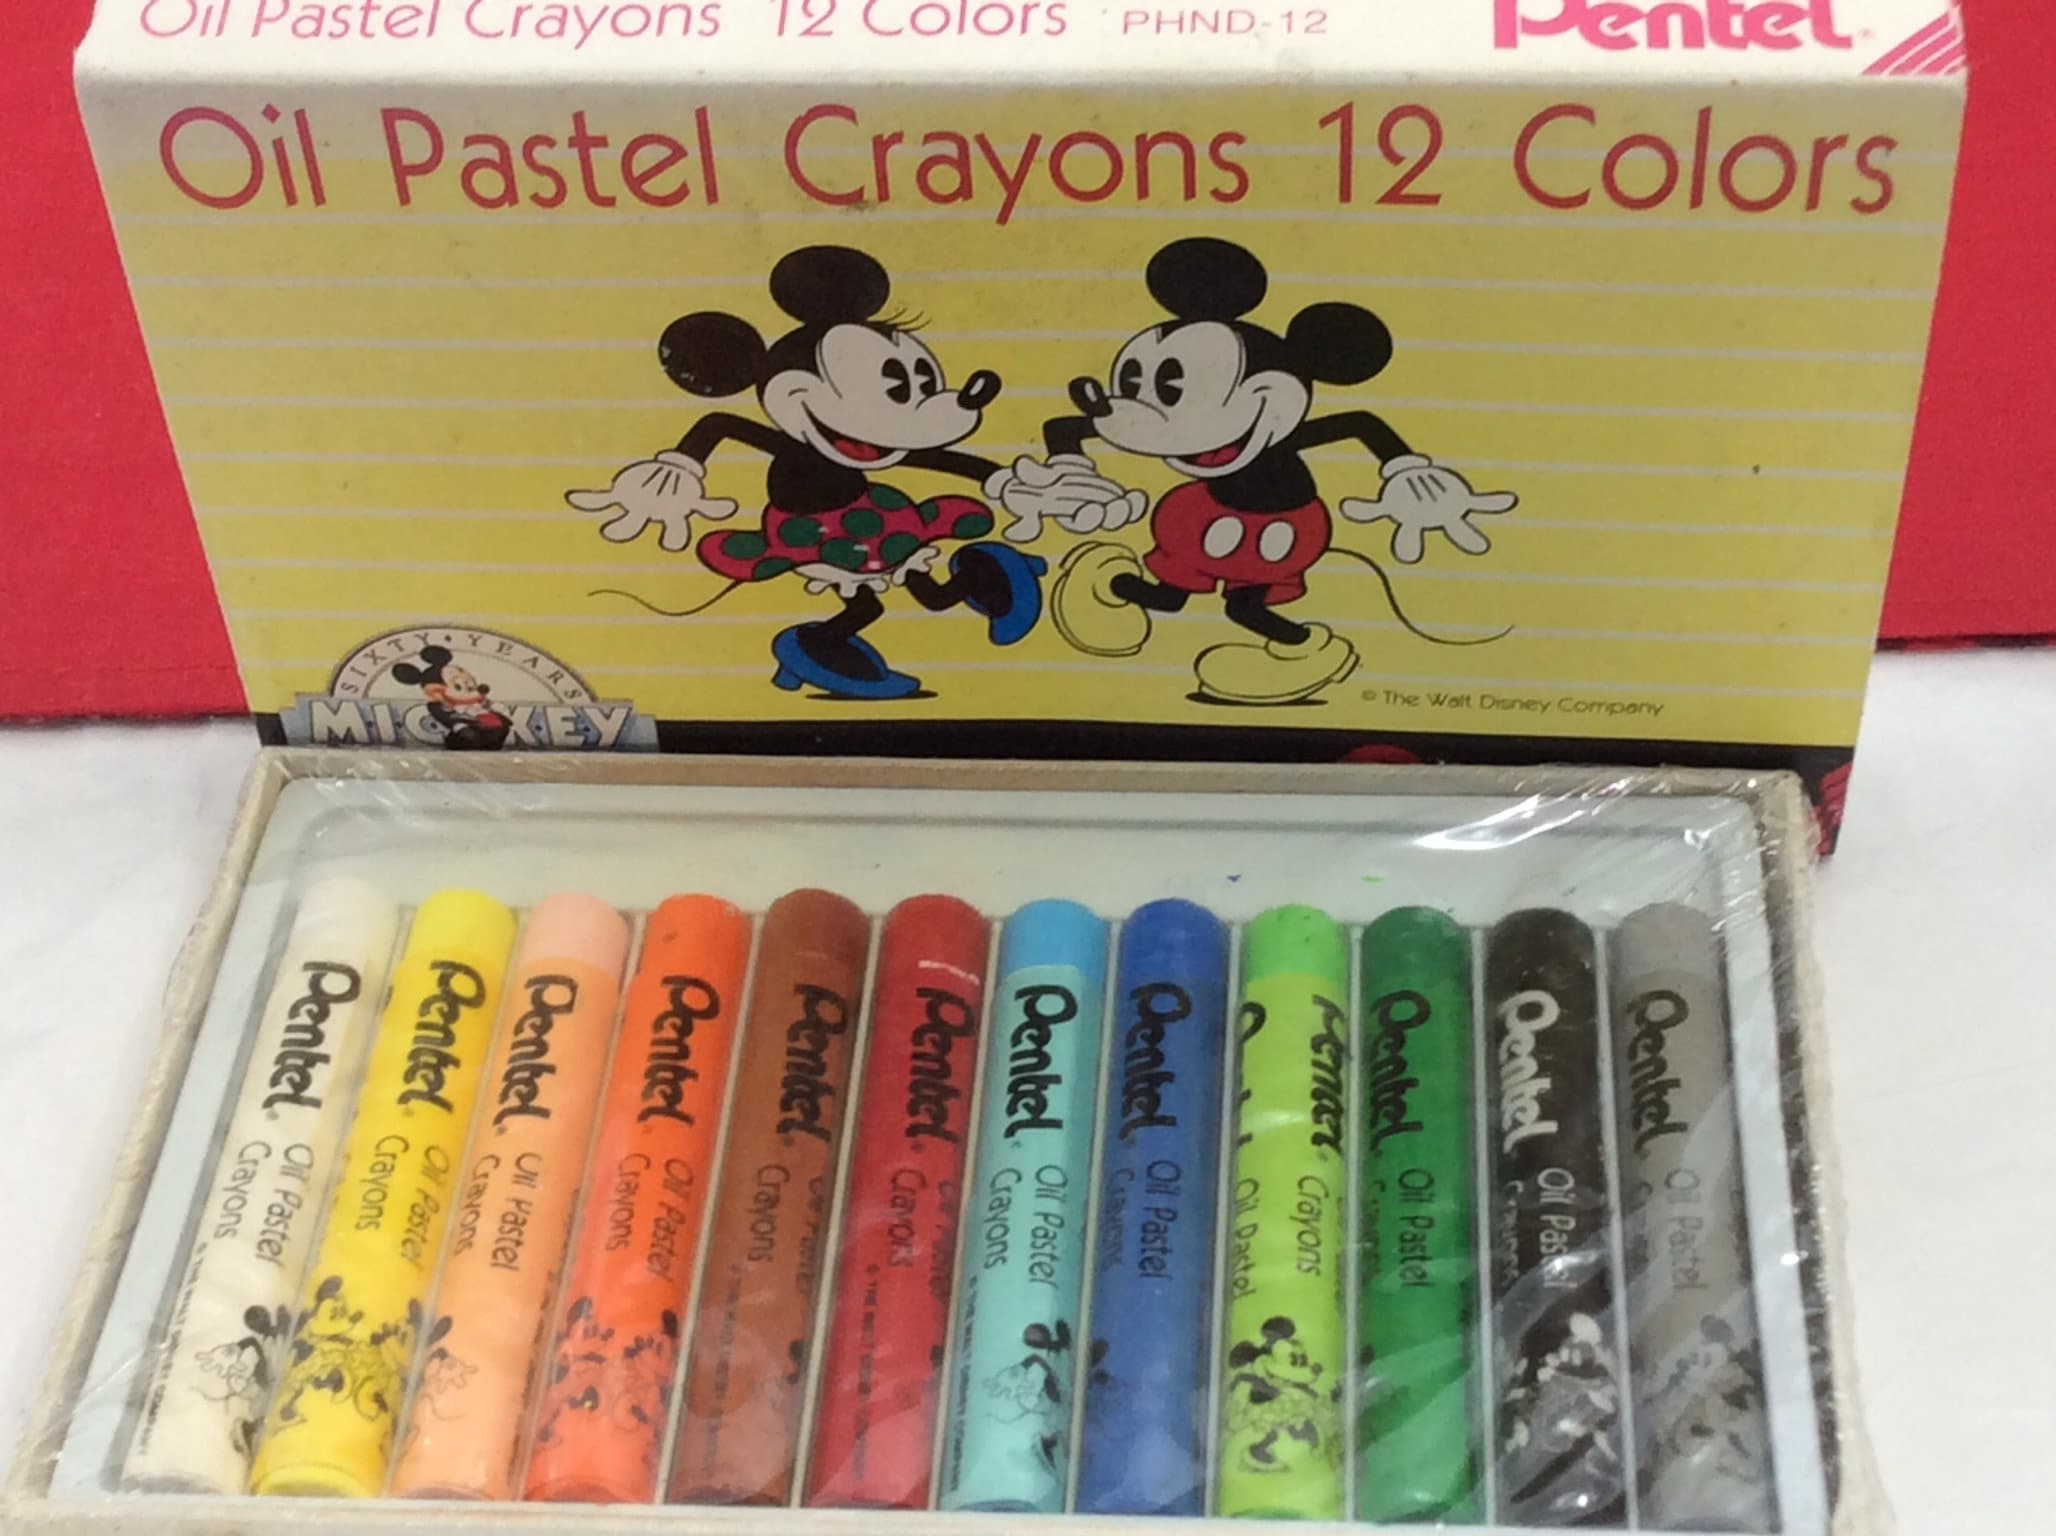 Oil Pastel Crayons 12 Colors PHND-12 Pentel
Oil Pastel Crayons 12 Colors
SIXTY • YEARS
MICKEY
© The Walt Disney Company
Pentel Oil Pastel
Crayons
Pentel Oil Pastel
Crayons
Pentel Oil Pastel
Crayons
Pentel Oil Pastel
Crayons
Pentel
Crayons
Pentel
Crayons
Pentel Oil Pastel
Crayons
Pentel Oil Pastel
Crayons
Pentel Crayons
Oil Pastel
Pentel Oil Pastel
Pentel Oil Pastel
Pentel Oil Pastel